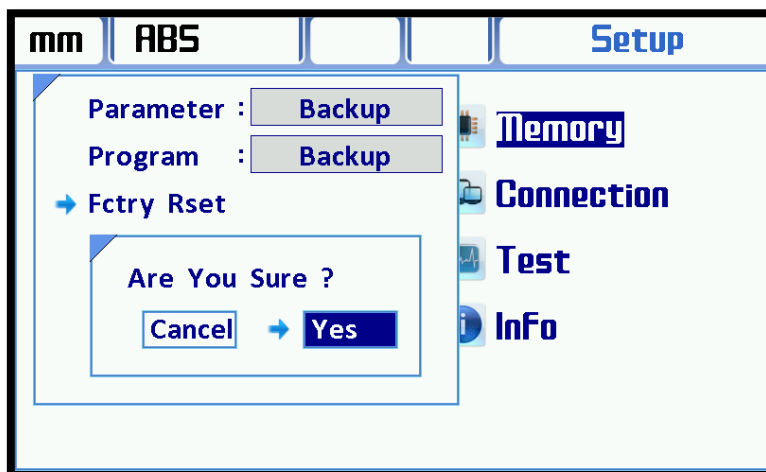 mm ABS Setup
Parameter : Backup
Program : Backup
Fctry Rset
Are You Sure ?
Cancel Yes
Memory
Connection
Test
Info